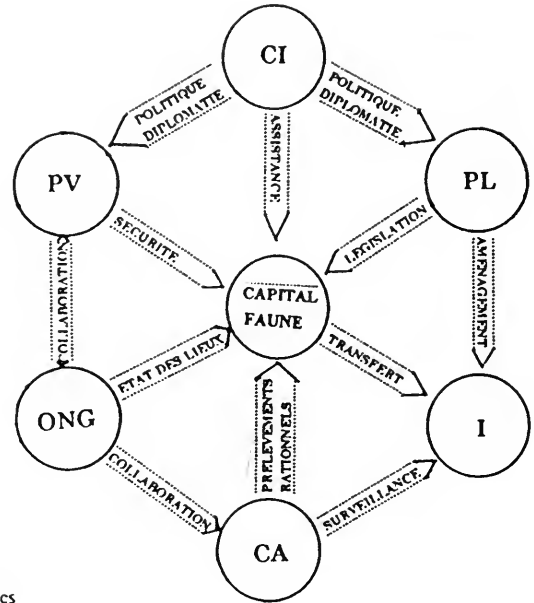 CI
POLITIQUE
DIPLOMATIE
POLITIQUE
DIPLOMATIE
ASSISTANCE
PV
PL
SECURITE
LEGISLATION
COLLABORATION
AMENAGEMENT
CAPITAL
FAUNE
ETAT DES LIEUX
TRANSFERT
ONG
I
PRELEVEMENTS
RATIONNELS
COLLABORATION
SURVEILLANCE
CA
cs